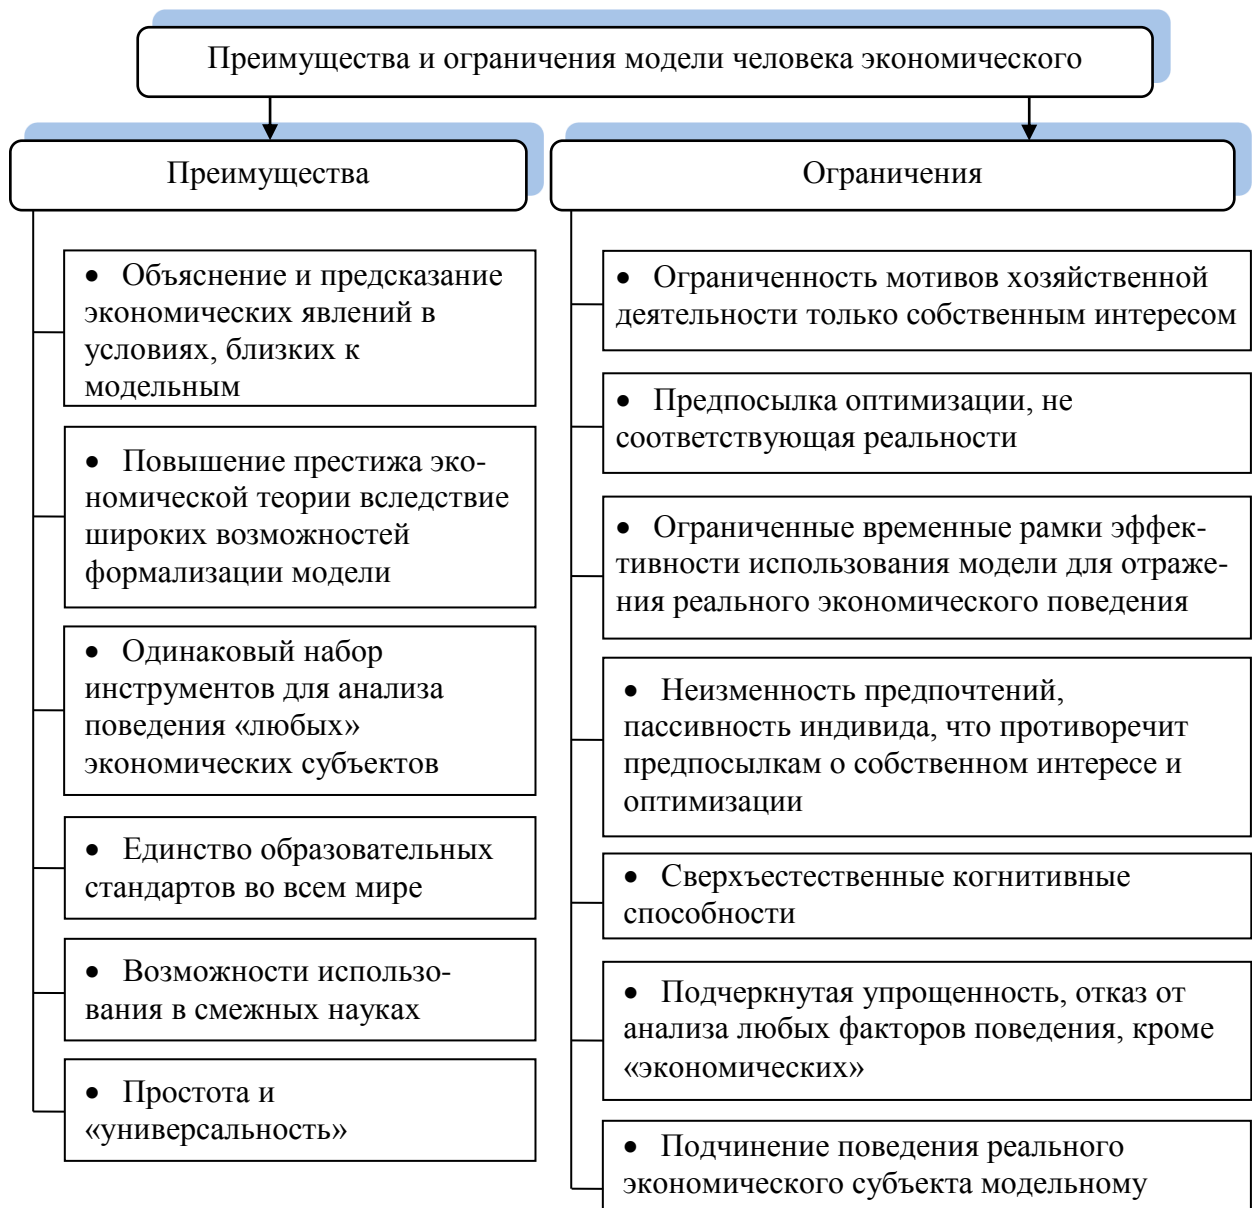 Преимущества и ограничения модели человека экономического
Преимущества
• Объяснение и предсказание
экономических явлений в
условиях, близких к
модельным
• Повышение престижа эко-
номической теории вследствие
широких возможностей
формализации модели
• Одинаковый набор
инструментов для анализа
поведения «любых»
экономических субъектов
• Единство образовательных
стандартов во всем мире
• Возможности использо-
вания в смежных науках
• Простота и
«универсальность»
Ограничения
• Ограниченность мотивов хозяйственной
деятельности только собственным интересом
• Предпосылка оптимизации, не
соответствующая реальности
• Ограниченные временные рамки эффек-
тивности использования модели для отраже-
ния реального экономического поведения
• Неизменность предпочтений,
пассивность индивида, что противоречит
предпосылкам о собственном интересе и
оптимизации
• Сверхъестественные когнитивные
способности
• Подчеркнутая упрощенность, отказ от
анализа любых факторов поведения, кроме
«экономических»
• Подчинение поведения реального
экономического субъекта модельному